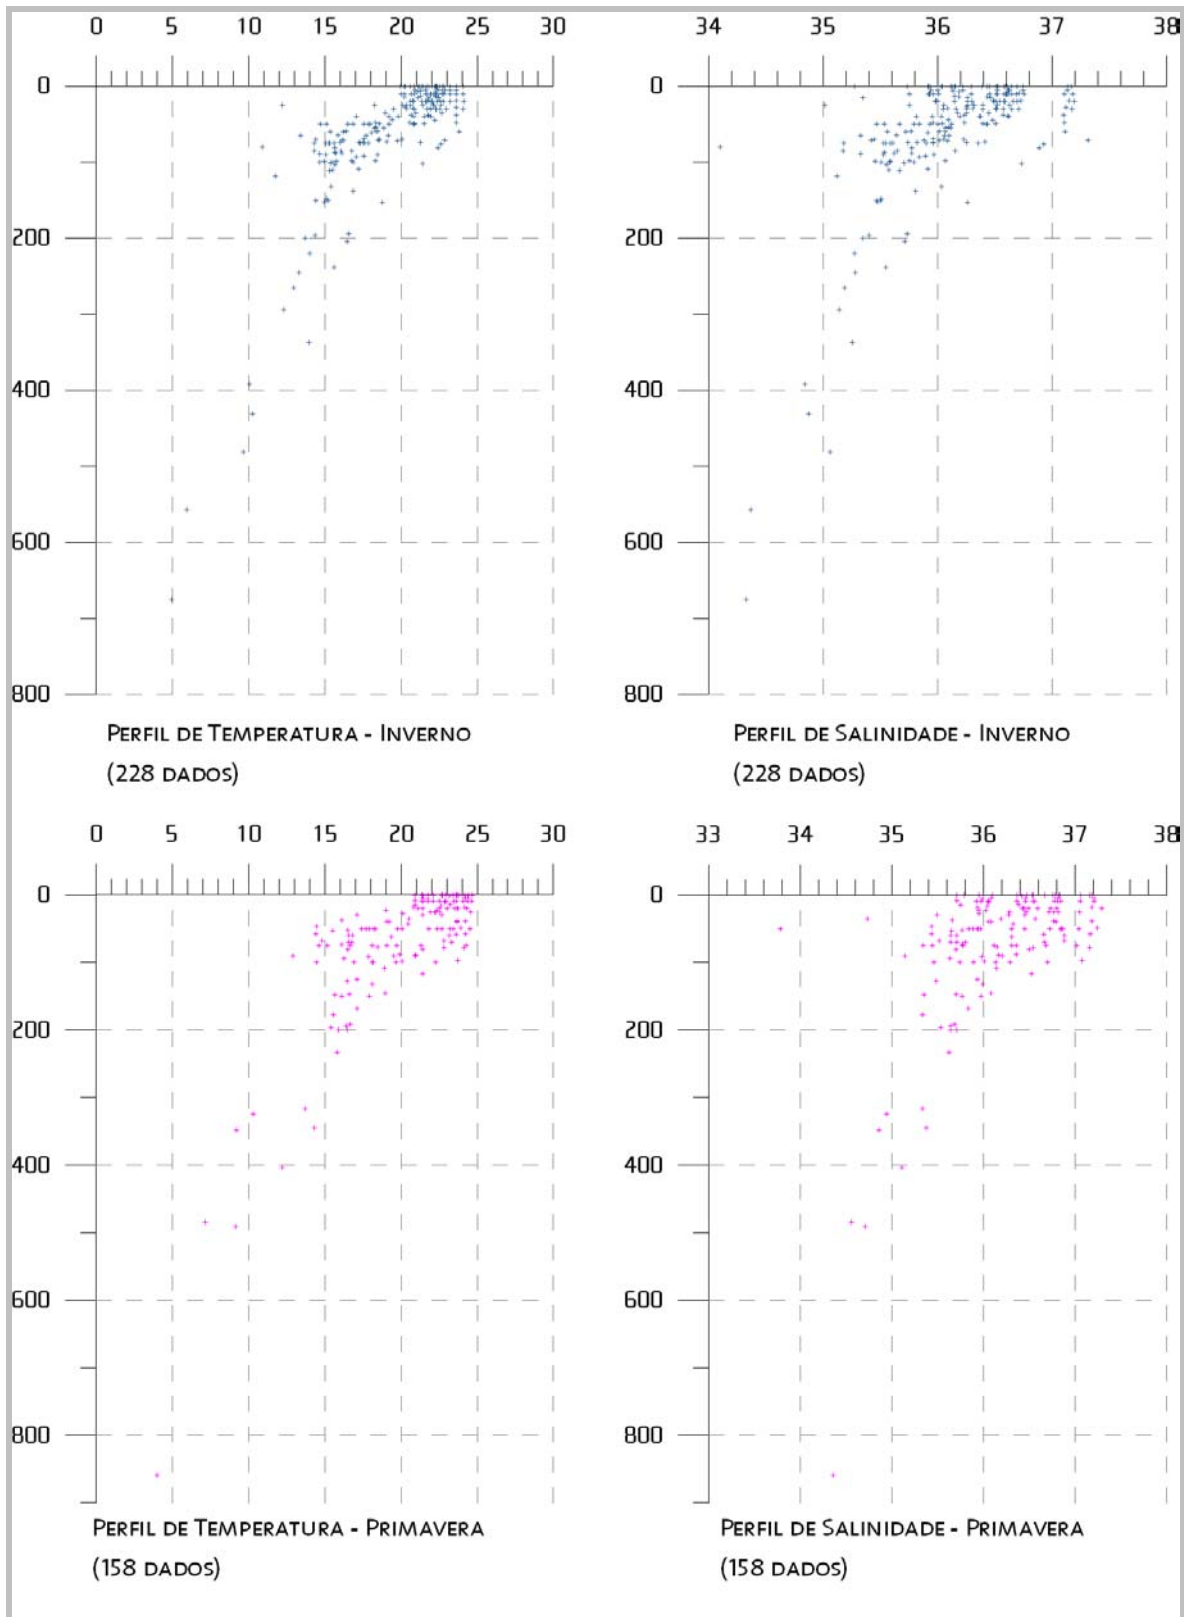 0 5 10 15 20 25 30
34 35 36 37 38
0
200
400
600
800
0
200
400
600
800
PERFIL DE TEMPERATURA - INVERNO
(228 DADOS)
PERFIL DE SALINIDADE - INVERNO
(228 DADOS)
0 5 10 15 20 25 30
33 34 35 36 37 38
0
200
400
600
800
0
200
400
600
800
PERFIL DE TEMPERATURA - PRIMAVERA
(158 DADOS)
PERFIL DE SALINIDADE - PRIMAVERA
(158 DADOS)